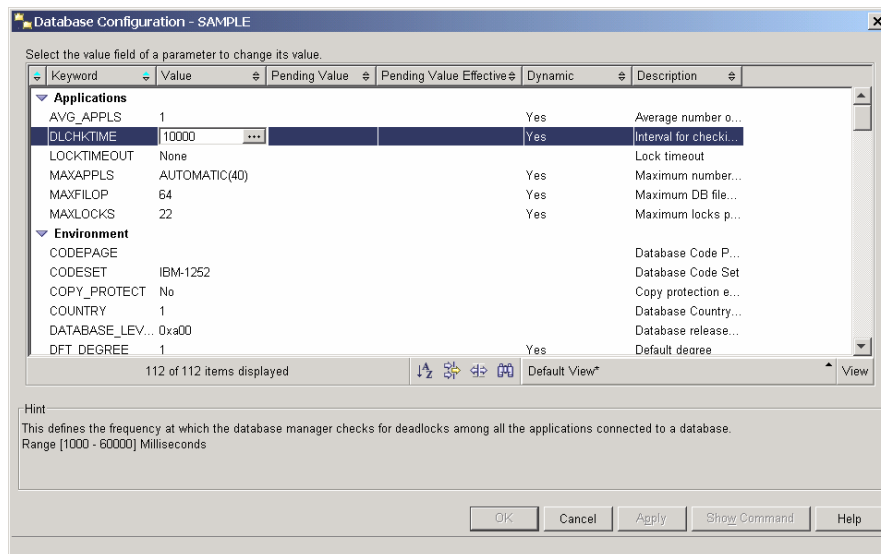 Database Configuration - SAMPLE
Select the value field of a parameter to change its value.
Keyword Value Pending Value Pending Value Effective Dynamic Description
Applications
AVG_APPLS 1 Yes Average number o...
DLCHKTIME 10000 ... Yes Interval for checki...
LOCKTIMEOUT None Lock timeout
MAXAPPLS AUTOMATIC(40) Yes Maximum number...
MAXFILOP 64 Yes Maximum DB file...
MAXLOCKS 22 Yes Maximum locks p...
Environment
CODEPAGE Database Code P...
CODESET IBM-1252 Database Code Set
COPY_PROTECT No Copy protection e...
COUNTRY 1 Database Country...
DATABASE_LEV... 0xa00 Database release...
DFT_DEGREE 1 Yes Default degree
112 of 112 items displayed Default View* View
Hint
This defines the frequency at which the database manager checks for deadlocks among all the applications connected to a database.
Range [1000 - 60000] Milliseconds
OK Cancel Apply Show Command Help